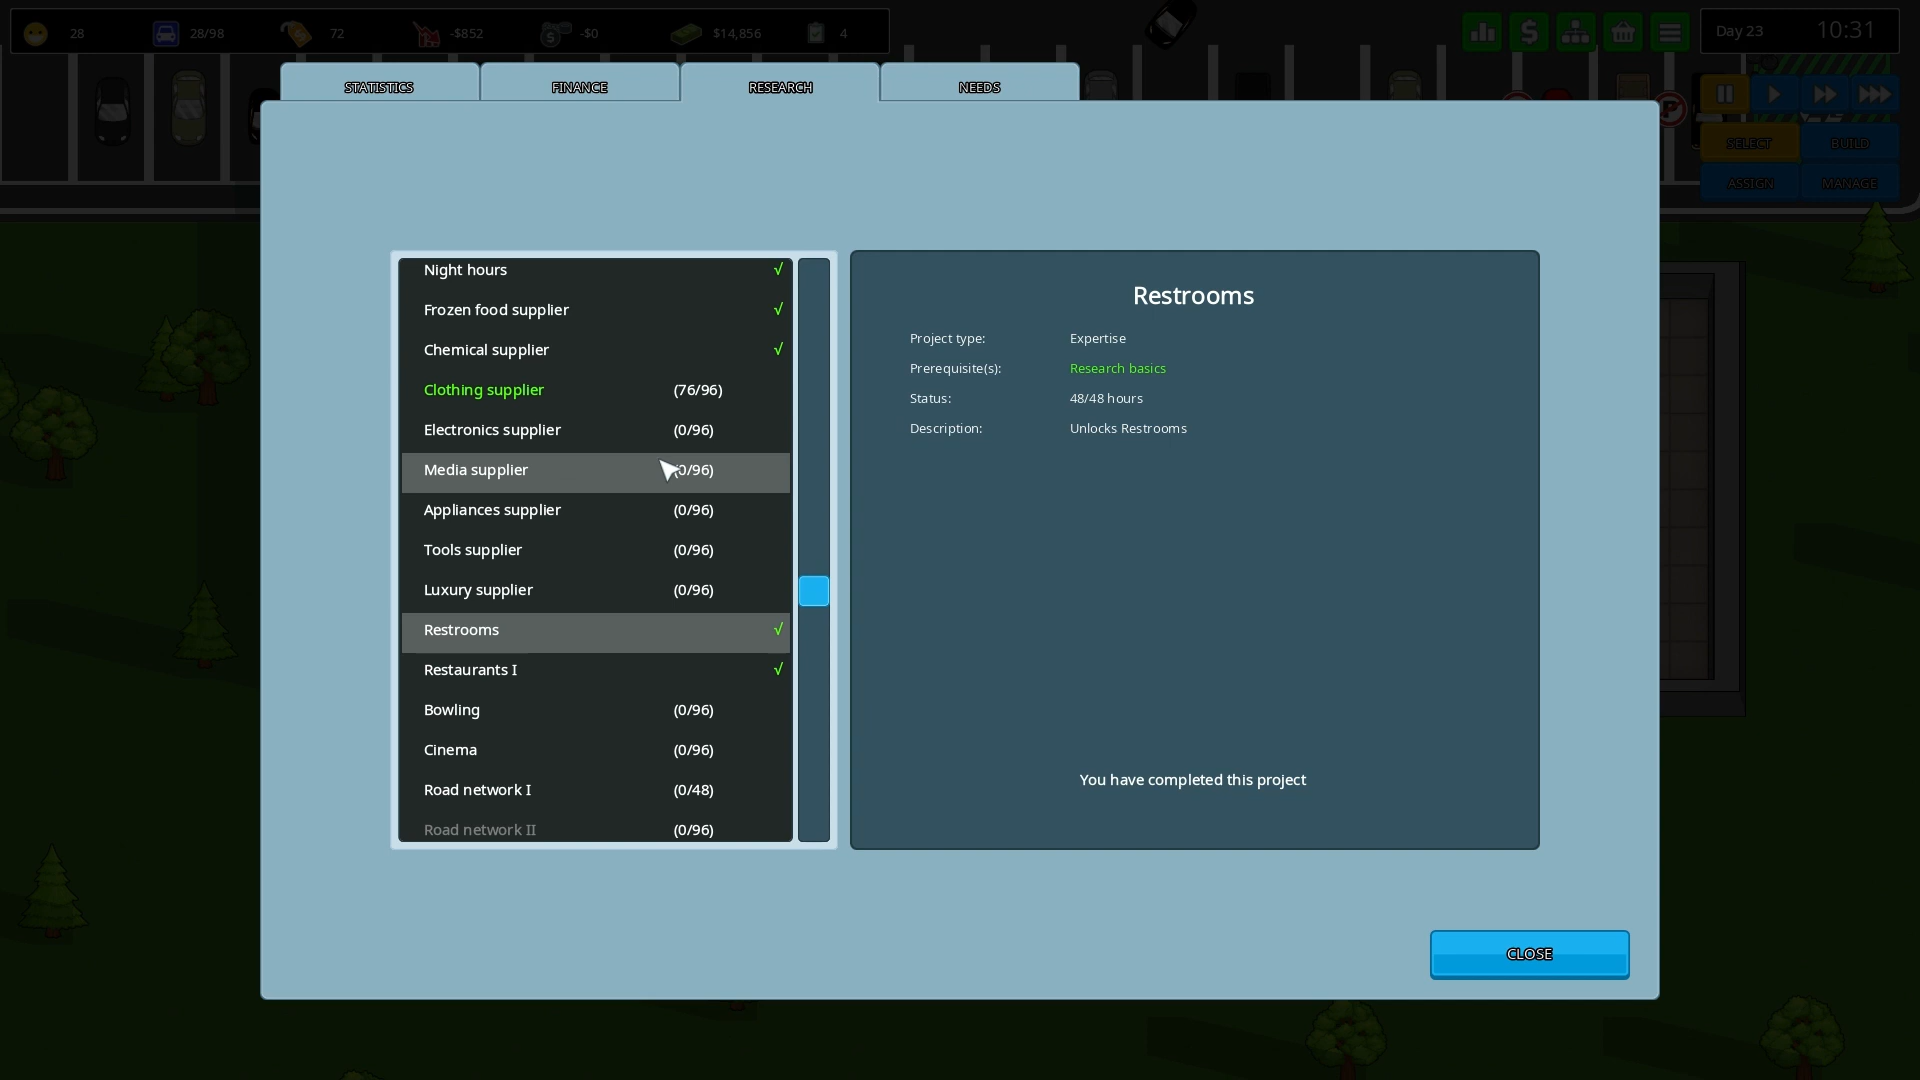 28 28/98 72 -$852 -$0 $14,856 4
Day 23 10:31
STATISTICS FINANCE RESEARCH NEEDS
SELECT BUILD
ASSIGN MANAGE
Night hours √
Frozen food supplier √
Chemical supplier √
Clothing supplier (76/96)
Electronics supplier (0/96)
Media supplier 0/96)
Appliances supplier (0/96)
Tools supplier (0/96)
Luxury supplier (0/96)
Restrooms √
Restaurants I √
Bowling (0/96)
Cinema (0/96)
Road network I (0/48)
Road network II (0/96)
Restrooms
Project type: Expertise
Prerequisite(s): Research basics
Status: 48/48 hours
Description: Unlocks Restrooms
You have completed this project
CLOSE